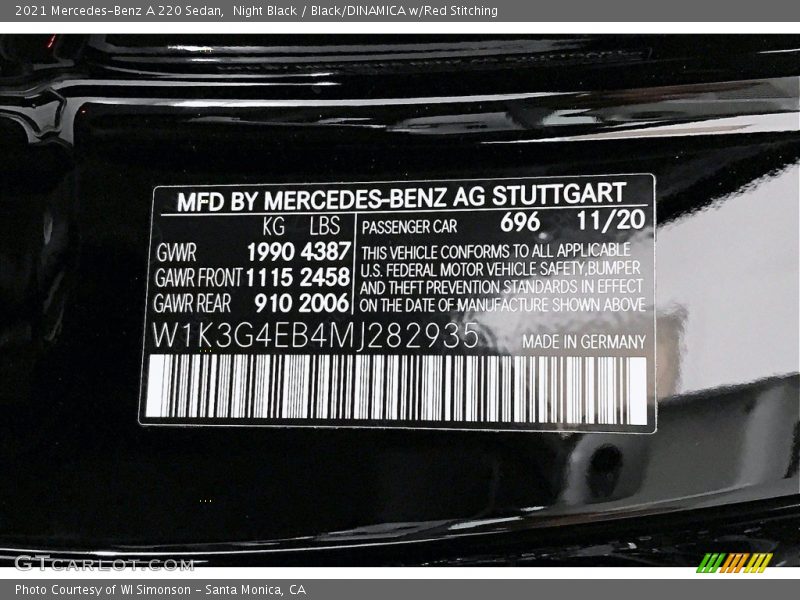 2021 Mercedes-Benz A 220 Sedan, Night Black / Black/DINAMICA w/Red Stitching
MFD BY MERCEDES-BENZ AG STUTTGART
KG LBS
GWR 1990 4387
GAWR FRONT 1115 2458
GAWR REAR 910 2006
PASSENGER CAR 696 11/20
THIS VEHICLE CONFORMS TO ALL APPLICABLE
U.S. FEDERAL MOTOR VEHICLE SAFETY,BUMPER
AND THEFT PREVENTION STANDARDS IN EFFECT
ON THE DATE OF MANUFACTURE SHOWN ABOVE
W1K3G4EB4MJ282935 MADE IN GERMANY
GTCARLOT.COM
Photo Courtesy of WI Simonson - Santa Monica, CA